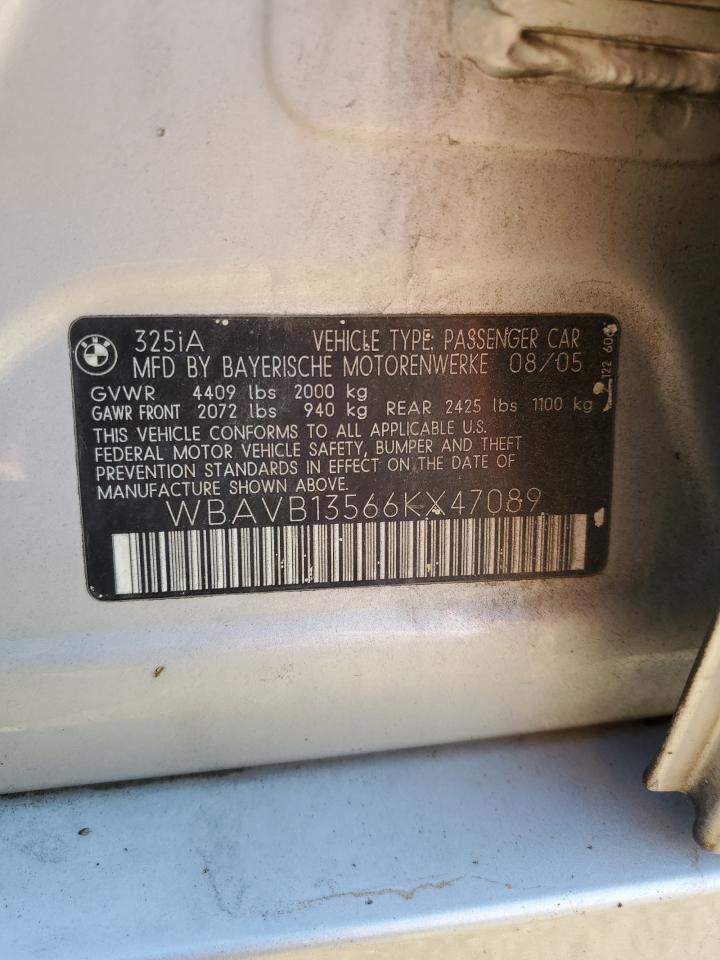 BMW
325iA VEHICLE TYPE: PASSENGER CAR
MFD BY BAYERISCHE MOTORENWERKE 08/05
GVWR 4409 lbs 2000 kg
GAWR FRONT 2072 lbs 940 kg REAR 2425 lbs 1100 kg
THIS VEHICLE CONFORMS TO ALL APPLICABLE U.S.
FEDERAL MOTOR VEHICLE SAFETY, BUMPER AND THEFT
PREVENTION STANDARDS IN EFFECT ON THE DATE OF
MANUFACTURE SHOWN ABOVE.
WBAVB13566KX47089